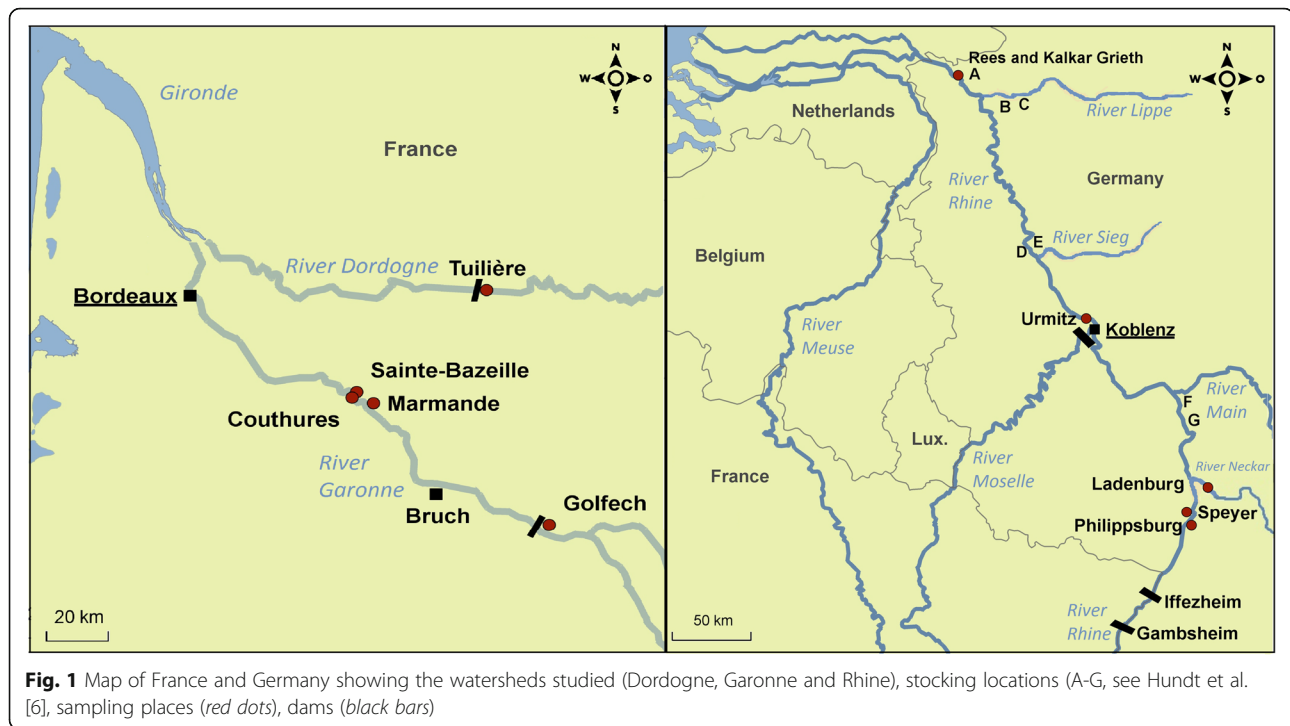 Gironde
France
N
W
O
S
River Dordogne
Tuilière
Bordeaux
Sainte-Bazeille
Marmande
Couthures
River
Garonne
Bruch
Golfech
20 km
Rees and Kalkar Grieth
A
N
W
O
S
B
C
River Lippe
Netherlands
River
Rhine
Germany
E
D
River Sieg
Belgium
Urmitz
Koblenz
River
Meuse
F
G
River
Main
Lux.
River
Moselle
River Neckar
France
Ladenburg
Speyer
Philippsburg
Iffezheim
River
Rhine
Gambsheim
50 km
Fig. 1 Map of France and Germany showing the watersheds studied (Dordogne, Garonne and Rhine), stocking locations (A-G, see Hundt et al.
[6], sampling places (red dots), dams (black bars)